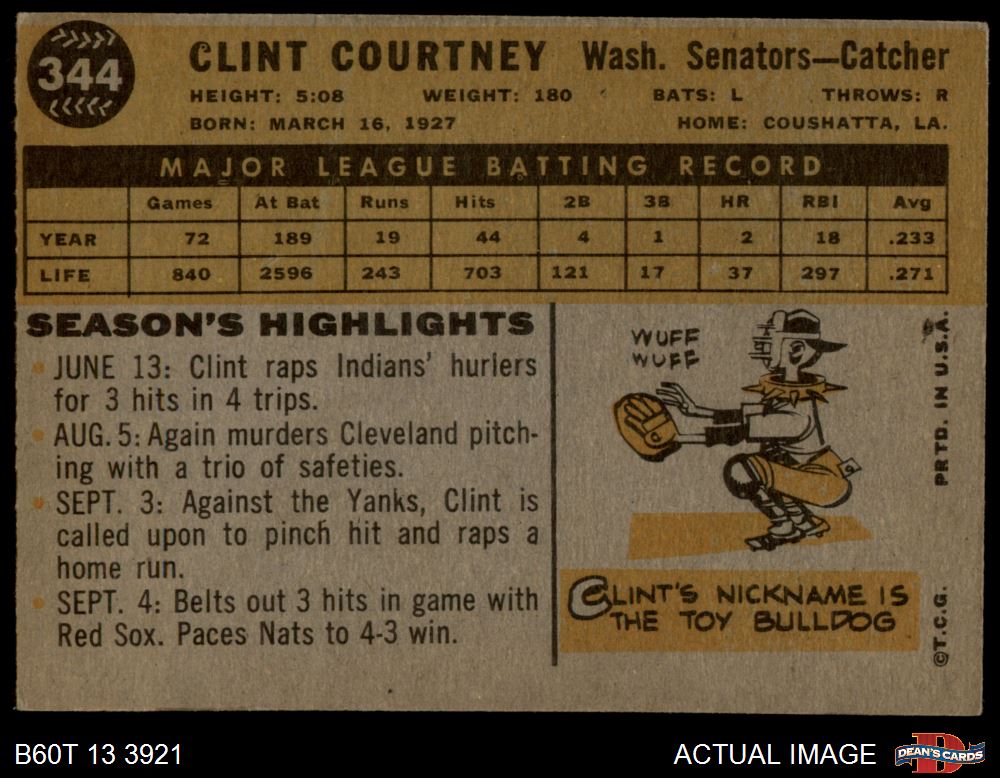 344
CLINT COURTNEY Wash. Senators—Catcher
HEIGHT: 5:08 WEIGHT: 180 BATS: L THROWS: R
BORN: MARCH 16, 1927 HOME: COUSHATTA, LA.
MAJOR LEAGUE BATTING RECORD
Games At Bat Runs Hits 2B 3B HR RBI Avg
YEAR 72 189 19 44 4 1 2 18 .233
LIFE 840 2596 243 703 121 17 37 297 .271
SEASON'S HIGHLIGHTS
JUNE 13: Clint raps Indians' hurlers
for 3 hits in 4 trips.
AUG. 5: Again murders Cleveland pitch-
ing with a trio of safeties.
SEPT. 3: Against the Yanks, Clint is
called upon to pinch hit and raps a
home run.
SEPT. 4: Belts out 3 hits in game with
Red Sox. Paces Nats to 4-3 win.
WUFF
WUFF
CLINT'S NICKNAME IS
THE TOY BULLDOG
©T.C.G. PRTD. IN U.S.A.
B60T 13 3921 ACTUAL IMAGE DEAN'S CARDS